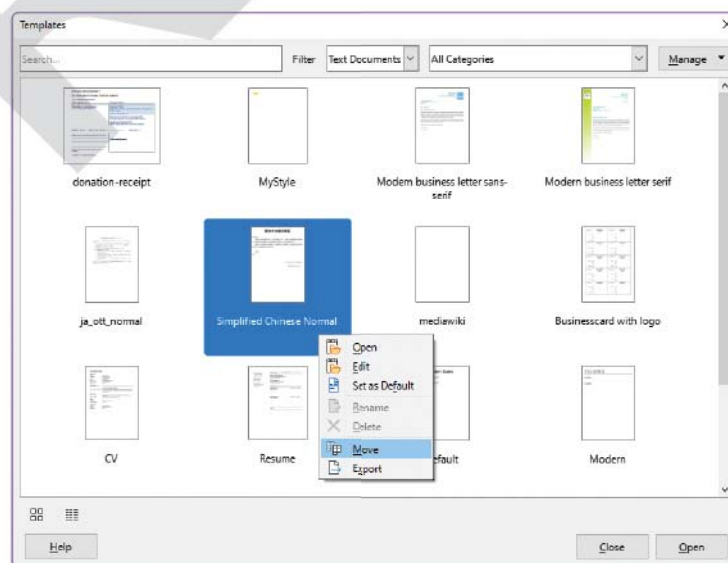 Templates
Search...
Filter
Text Documents
All Categories
Manage
donation-receipt
MyStyle
Modern business letter sans-
serif
Modern business letter serif
ja_ott_normal
Simplified Chinese Normal
mediawiki
Businesscard with logo
Open
Edit
Set as Default
Rename
Delete
Move
Export
CV
Resume
efault
Modern
Help
Close
Open